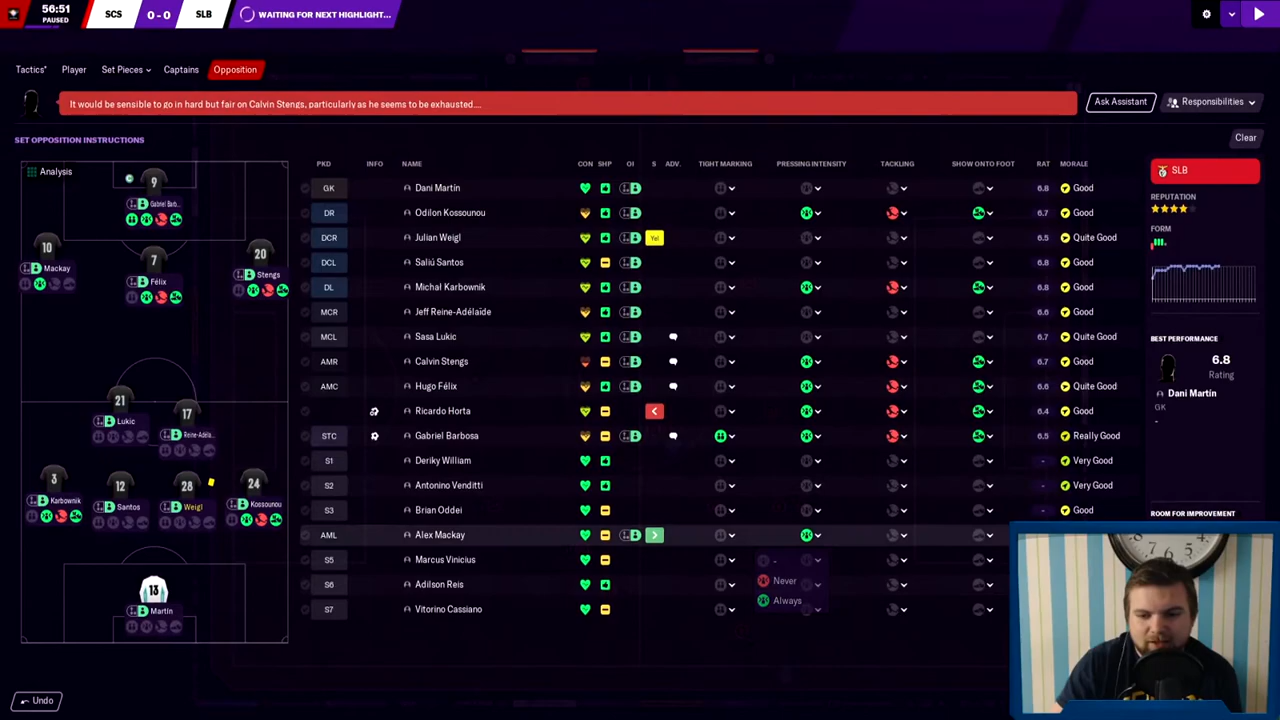 56:51
PAUSED
SCS 0 - 0 SLB
WAITING FOR NEXT HIGHLIGHT...
Tactics* Player Set Pieces Captains Opposition
It would be sensible to go in hard but fair on Calvin Stengs, particularly as he seems to be exhausted....
Ask Assistant
Responsibilities
SET OPPOSITION INSTRUCTIONS
Clear
Analysis
9
Gabriel Barb...
10
Mackay
7
Félix
20
Stengs
21
Lukic
17
Reine-Adéla...
3
Karbownik
12
Santos
28
Weigl
24
Kossounou
13
Martín
PKD INFO NAME CON SHP OI S ADV. TIGHT MARKING PRESSING INTENSITY TACKLING SHOW ONTO FOOT RAT MORALE
GK Dani Martín 6.8 Good
DR Odilon Kossounou 6.7 Good
DCR Julian Weigl Yel 6.5 Quite Good
DCL Saliú Santos 6.8 Good
DL Michal Karbownik 6.8 Good
MCR Jeff Reine-Adélaïde 6.6 Good
MCL Sasa Lukic 6.7 Quite Good
AMR Calvin Stengs 6.7 Good
AMC Hugo Félix 6.6 Quite Good
Ricardo Horta 6.4 Good
STC Gabriel Barbosa 6.5 Really Good
S1 Deriky William - Very Good
S2 Antonino Venditti - Very Good
S3 Brian Oddei - Good
AML Alex Mackay
S5 Marcus Vinicius
S6 Adilson Reis
S7 Vitorino Cassiano
-
Never
Always
SLB
REPUTATION
FORM
BEST PERFORMANCE
6.8
Rating
Dani Martín
GK
-
ROOM FOR IMPROVEMENT
Undo